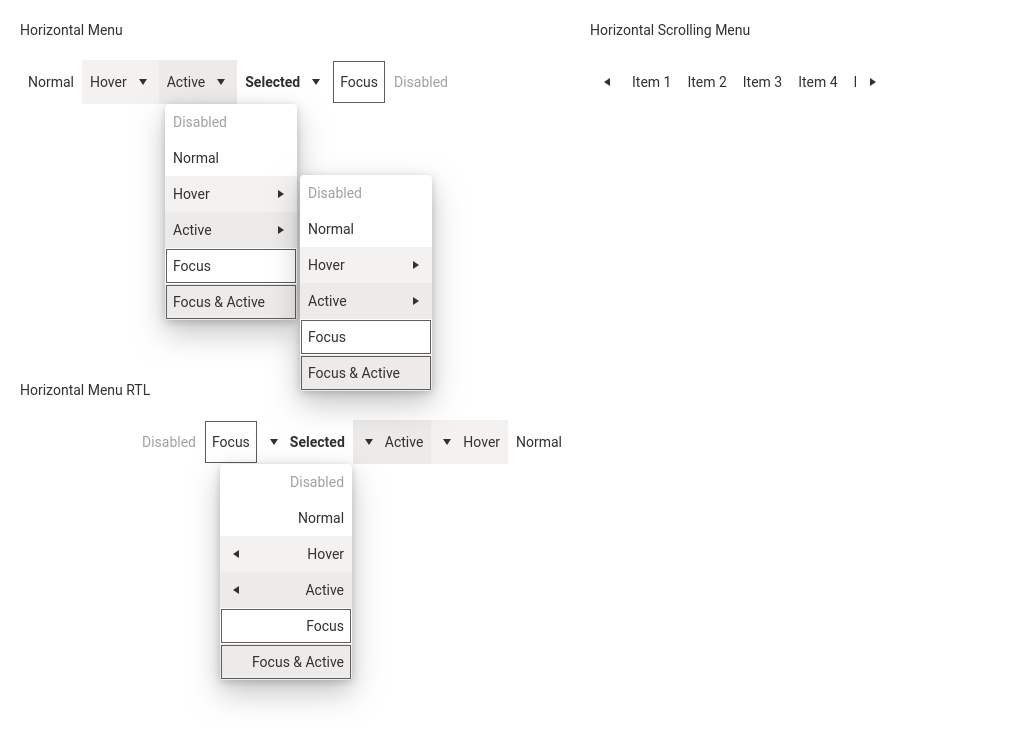 Horizontal Menu
Horizontal Scrolling Menu
Normal Hover Active Selected Focus Disabled
Item 1 Item 2 Item 3 Item 4 I
Disabled
Normal
Hover
Active
Focus
Focus & Active
Disabled
Normal
Hover
Active
Focus
Focus & Active
Horizontal Menu RTL
Disabled Focus Selected Active Hover Normal
Disabled
Normal
Hover
Active
Focus
Focus & Active